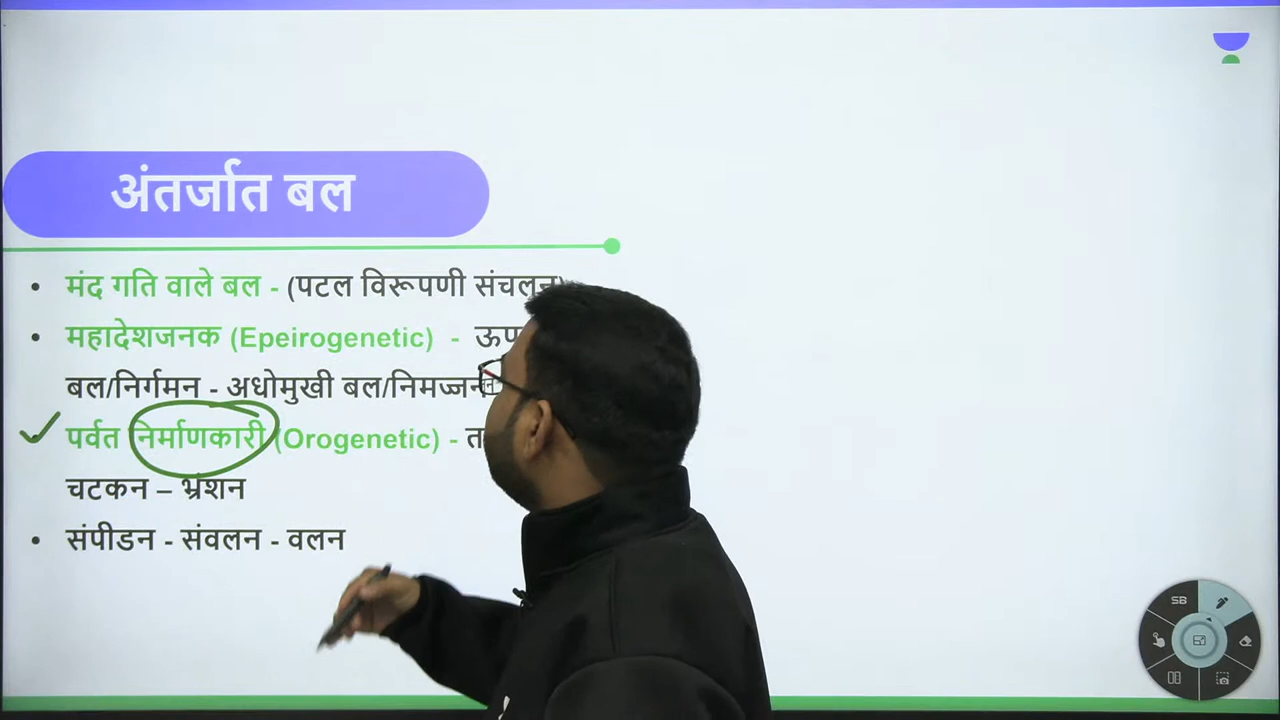 अंतर्जात बल
• मंद गति वाले बल - (पटल विरूपणी संचलन)
• महादेशजनक (Epeirogenetic) -
बल/निर्गमन - अधोमुखी बल/निमज्जन
पर्वत निर्माणकारी (Orogenetic) -
चटकन – भ्रंशन
• संपीडन - संवलन - वलन
SB